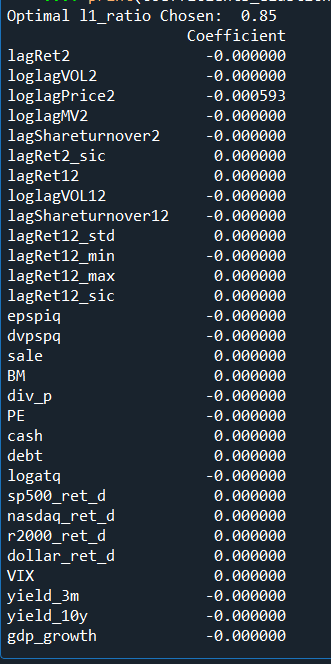 Optimal l1_ratio Chosen:  0.85
Coefficient
lagRet2 -0.000000
loglagVOL2 -0.000000
loglagPrice2 -0.000593
loglagMV2 -0.000000
lagShareturnover2 -0.000000
lagRet2_sic 0.000000
lagRet12 0.000000
loglagVOL12 -0.000000
lagShareturnover12 -0.000000
lagRet12_std 0.000000
lagRet12_min -0.000000
lagRet12_max 0.000000
lagRet12_sic 0.000000
epspiq -0.000000
dvpspq -0.000000
sale 0.000000
BM 0.000000
div_p -0.000000
PE -0.000000
cash 0.000000
debt 0.000000
logatq -0.000000
sp500_ret_d 0.000000
nasdaq_ret_d 0.000000
r2000_ret_d 0.000000
dollar_ret_d 0.000000
VIX 0.000000
yield_3m -0.000000
yield_10y -0.000000
gdp_growth -0.000000